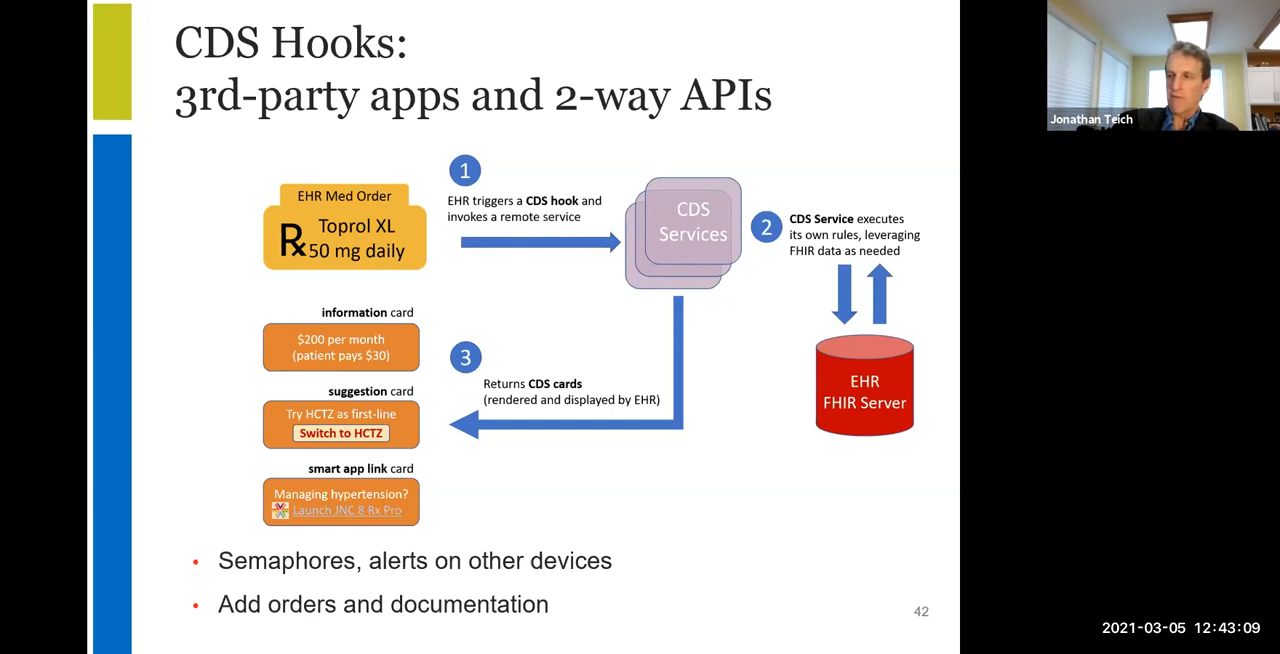 CDS Hooks:
3rd-party apps and 2-way APIs
Jonathan Teich
EHR Med Order
℞ Toprol XL
50 mg daily
1
EHR triggers a CDS hook and
invokes a remote service
CDS
Services
2
CDS Service executes
its own rules, leveraging
FHIR data as needed
information card
$200 per month
(patient pays $30)
3
Returns CDS cards
(rendered and displayed by EHR)
EHR
FHIR Server
suggestion card
Try HCTZ as first-line
Switch to HCTZ
smart app link card
Managing hypertension?
Launch JNC 8 Rx Pro
• Semaphores, alerts on other devices
• Add orders and documentation
42
2021-03-05 12:43:09